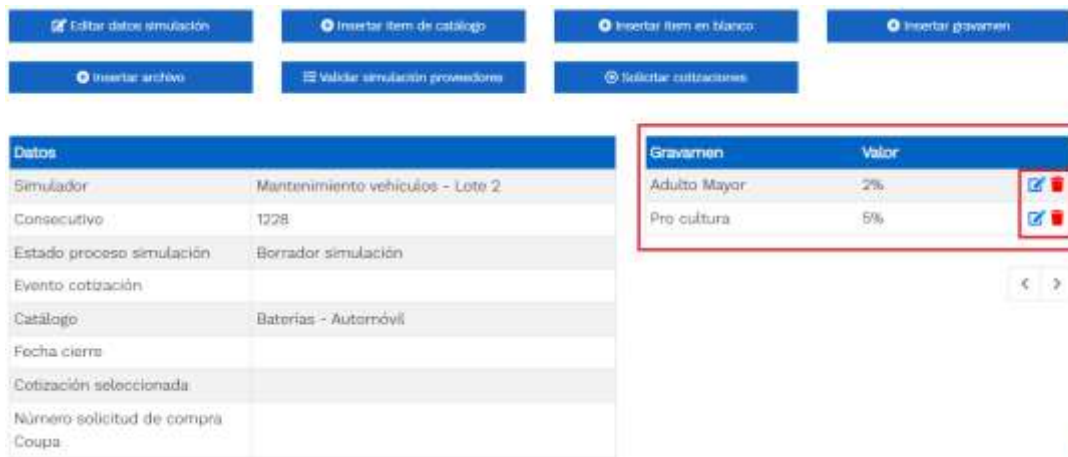 Editar datos simulación
Insertar ítem de catálogo
Insertar ítem en blanco
Insertar gravamen
Insertar archivo
Validar simulación proveedores
Solicitar cotizaciones
Datos
Simulador Mantenimiento vehículos - Lote 2
Consecutivo 1228
Estado proceso simulación Borrador simulación
Evento cotización
Catálogo Baterías - Automóvil
Fecha cierre
Cotización seleccionada
Número solicitud de compra
Coupa
Gravamen Valor
Adulto Mayor 2%
Pro cultura 5%